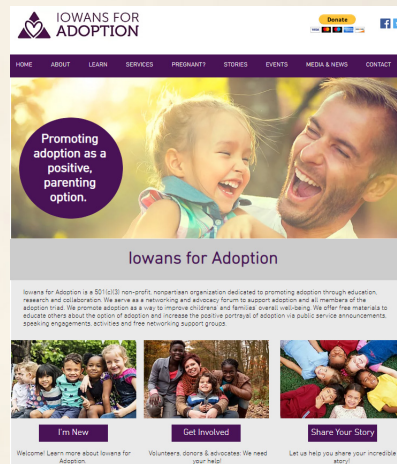 IOWANS FOR
ADOPTION
Donate
HOME ABOUT LEARN SERVICES PREGNANT? STORIES EVENTS MEDIA & NEWS CONTACT
Promoting
adoption as a
positive,
parenting
option.
Iowans for Adoption
Iowans for Adoption is a 501(c)(3) non-profit, nonpartisan organization dedicated to promoting adoption through education,
research and collaboration. We serve as a networking and advocacy forum to support adoption and all members of the
adoption triad. We promote adoption as a way to improve childrens' and families' overall well-being. We offer free materials to
educate others about the option of adoption and increase the positive portrayal of adoption via public service announcements,
speaking engagements, activities and free networking support groups.
I'm New
Get Involved
Share Your Story
Welcome! Learn more about Iowans for
Adoption.
Volunteers, donors & advocates: We need
your help!
Let us help you share your incredible
story!